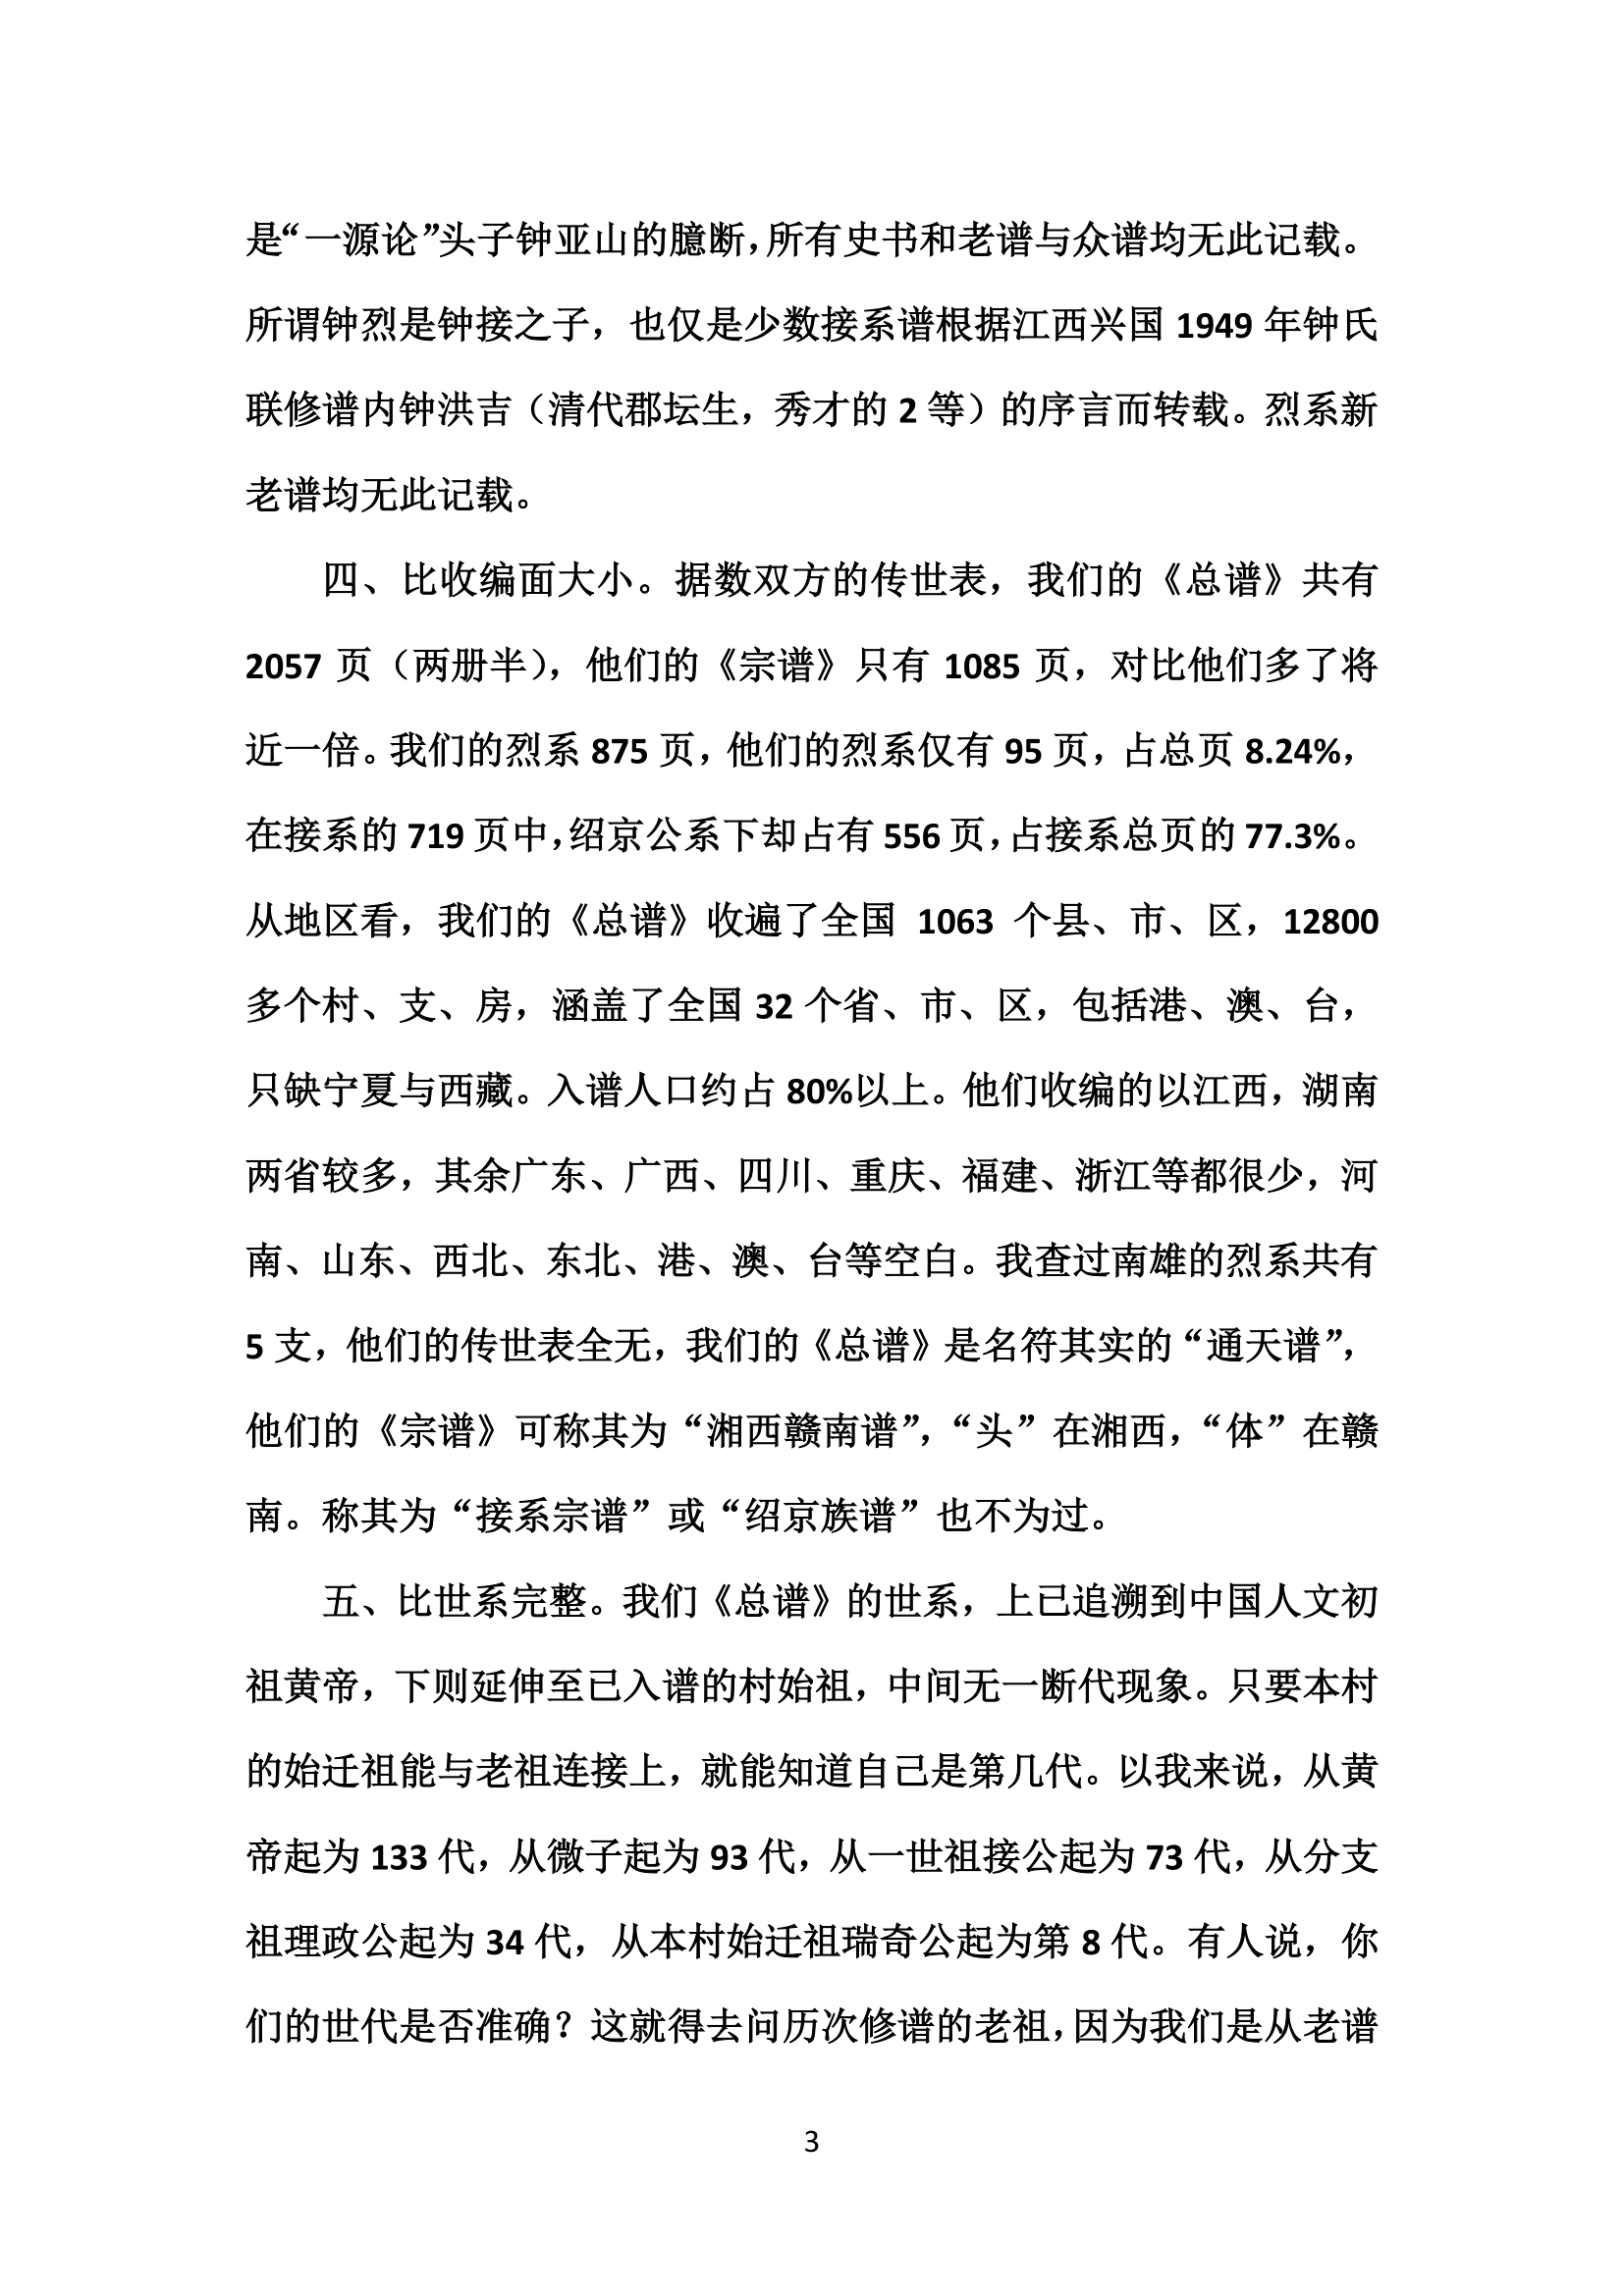 是“一源论”头子钟亚山的臆断，所有史书和老谱与众谱均无此记载。
所谓钟烈是钟接之子，也仅是少数接系谱根据江西兴国 1949 年钟氏
联修谱内钟洪吉（清代郡坛生，秀才的 2 等）的序言而转载。烈系新
老谱均无此记载。
四、比收编面大小。据数双方的传世表，我们的《总谱》共有
2057 页（两册半），他们的《宗谱》只有 1085 页，对比他们多了将
近一倍。我们的烈系 875 页，他们的烈系仅有 95 页，占总页 8.24%，
在接系的 719 页中，绍京公系下却占有 556 页，占接系总页的 77.3%。
从地区看，我们的《总谱》收遍了全国 1063 个县、市、区，12800
多个村、支、房，涵盖了全国 32 个省、市、区，包括港、澳、台，
只缺宁夏与西藏。入谱人口约占 80%以上。他们收编的以江西，湖南
两省较多，其余广东、广西、四川、重庆、福建、浙江等都很少，河
南、山东、西北、东北、港、澳、台等空白。我查过南雄的烈系共有
5 支，他们的传世表全无，我们的《总谱》是名符其实的“通天谱”，
他们的《宗谱》可称其为“湘西赣南谱”，“头”在湘西，“体”在赣
南。称其为“接系宗谱”或“绍京族谱”也不为过。
五、比世系完整。我们《总谱》的世系，上已追溯到中国人文初
祖黄帝，下则延伸至已入谱的村始祖，中间无一断代现象。只要本村
的始迁祖能与老祖连接上，就能知道自己是第几代。以我来说，从黄
帝起为 133 代，从微子起为 93 代，从一世祖接公起为 73 代，从分支
祖理政公起为 34 代，从本村始迁祖瑞奇公起为第 8 代。有人说，你
们的世代是否准确？这就得去问历次修谱的老祖，因为我们是从老谱
3